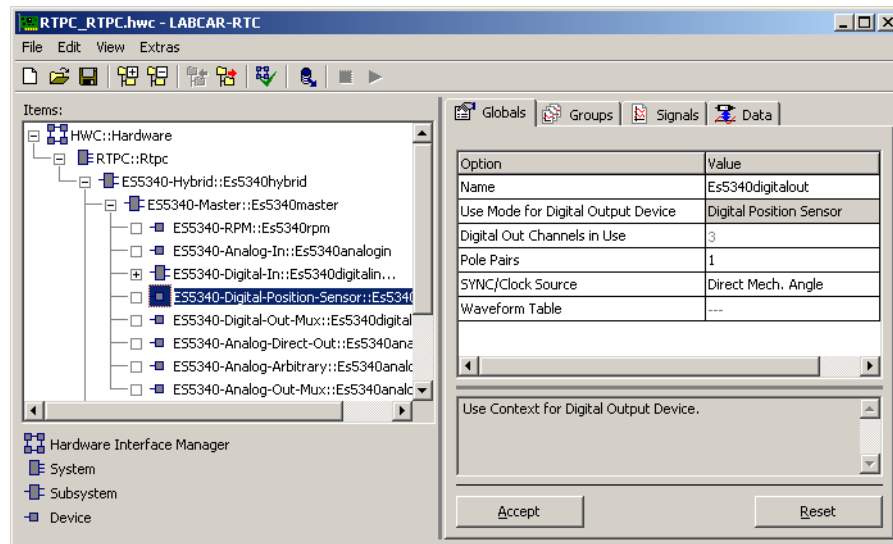 RTPC_RTPC.hwc - LABCAR-RTC
File Edit View Extras
Items:
HWC::Hardware
RTPC::Rtpc
ES5340-Hybrid::Es5340hybrid
ES5340-Master::Es5340master
ES5340-RPM::Es5340rpm
ES5340-Analog-In::Es5340analogin
ES5340-Digital-In::Es5340digitalin...
ES5340-Digital-Position-Sensor::Es5340
ES5340-Digital-Out-Mux::Es5340digital
ES5340-Analog-Direct-Out::Es5340ana
ES5340-Analog-Arbitrary::Es5340analo
ES5340-Analog-Out-Mux::Es5340analo
Hardware Interface Manager
System
Subsystem
Device
Globals Groups Signals Data
Option Value
Name Es5340digitalout
Use Mode for Digital Output Device Digital Position Sensor
Digital Out Channels in Use 3
Pole Pairs 1
SYNC/Clock Source Direct Mech. Angle
Waveform Table ---
Use Context for Digital Output Device.
Accept Reset